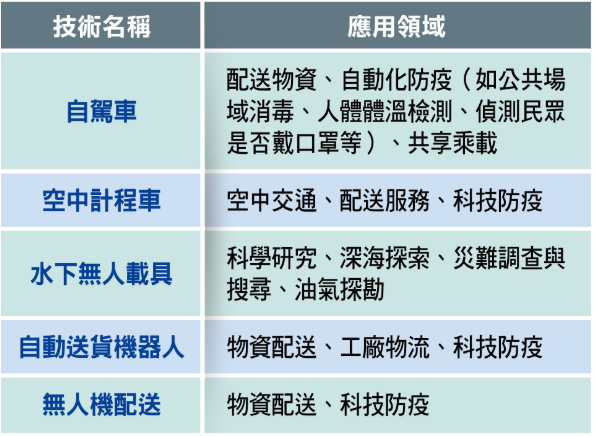 技術名稱
應用領域
自駕車
配送物資、自動化防疫（如公共場
域消毒、人體體溫檢測、偵測民眾
是否戴口罩等）、共享乘載
空中計程車
空中交通、配送服務、科技防疫
水下無人載具
科學研究、深海探索、災難調查與
搜尋、油氣探勘
自動送貨機器人
物資配送、工廠物流、科技防疫
無人機配送
物資配送、科技防疫